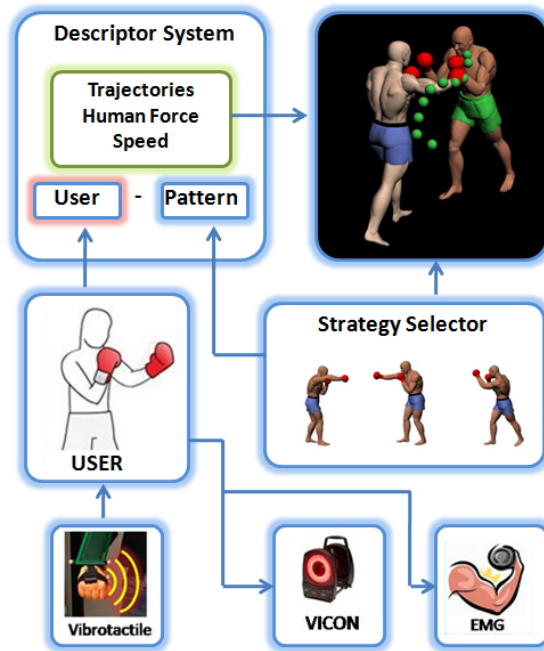 Descriptor System
Trajectories
Human Force
Speed
User - Pattern
Strategy Selector
USER
Vibrotactile
VICON
EMG